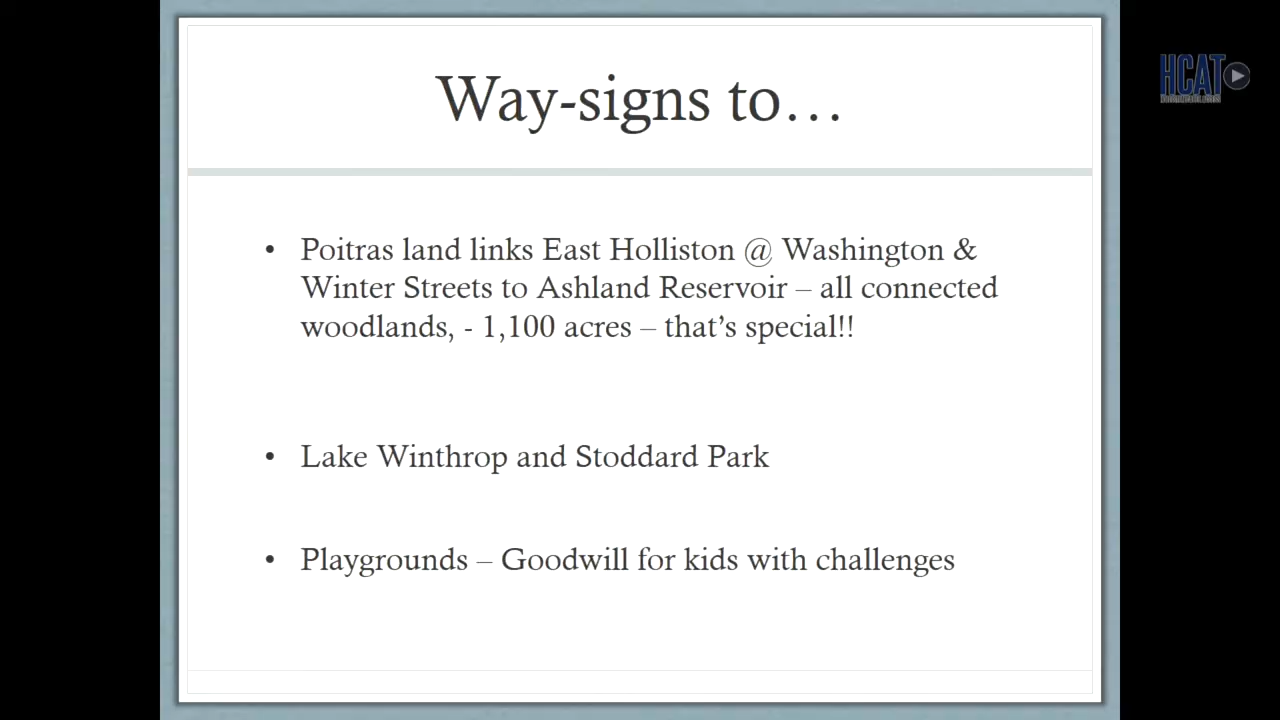 Way-signs to…
HCAT
• Poitras land links East Holliston @ Washington &
Winter Streets to Ashland Reservoir – all connected
woodlands, - 1,100 acres – that’s special!!
• Lake Winthrop and Stoddard Park
• Playgrounds – Goodwill for kids with challenges